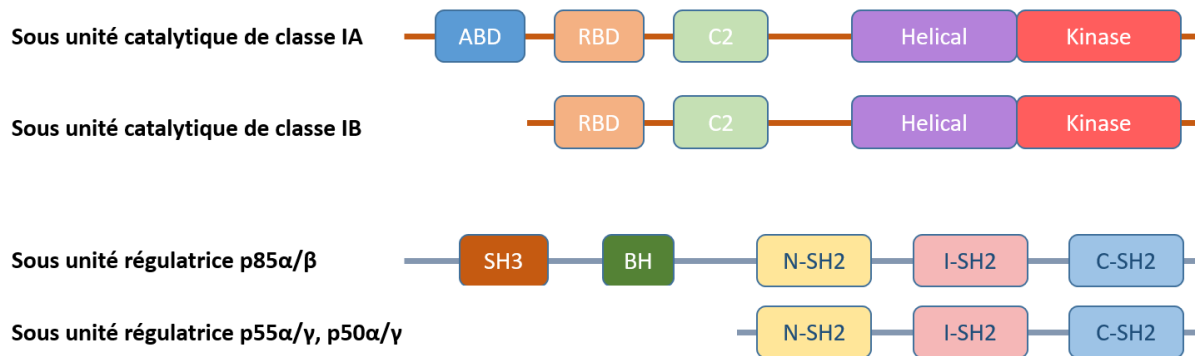 Sous unité catalytique de classe IA ABD RBD C2 Helical Kinase
Sous unité catalytique de classe IB RBD C2 Helical Kinase
Sous unité régulatrice p85α/β SH3 BH N-SH2 I-SH2 C-SH2
Sous unité régulatrice p55α/γ, p50α/γ N-SH2 I-SH2 C-SH2